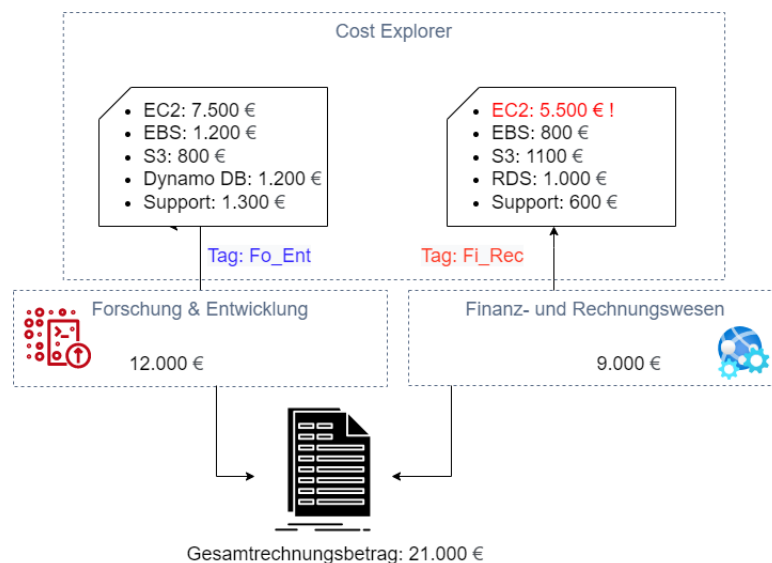 Cost Explorer
• EC2: 7.500 €
• EBS: 1.200 €
• S3: 800 €
• Dynamo DB: 1.200 €
• Support: 1.300 €
• EC2: 5.500 € !
• EBS: 800 €
• S3: 1100 €
• RDS: 1.000 €
• Support: 600 €
Tag: Fo_Ent
Tag: Fi_Rec
Forschung & Entwicklung
12.000 €
Finanz- und Rechnungswesen
9.000 €
Gesamtrechnungsbetrag: 21.000 €